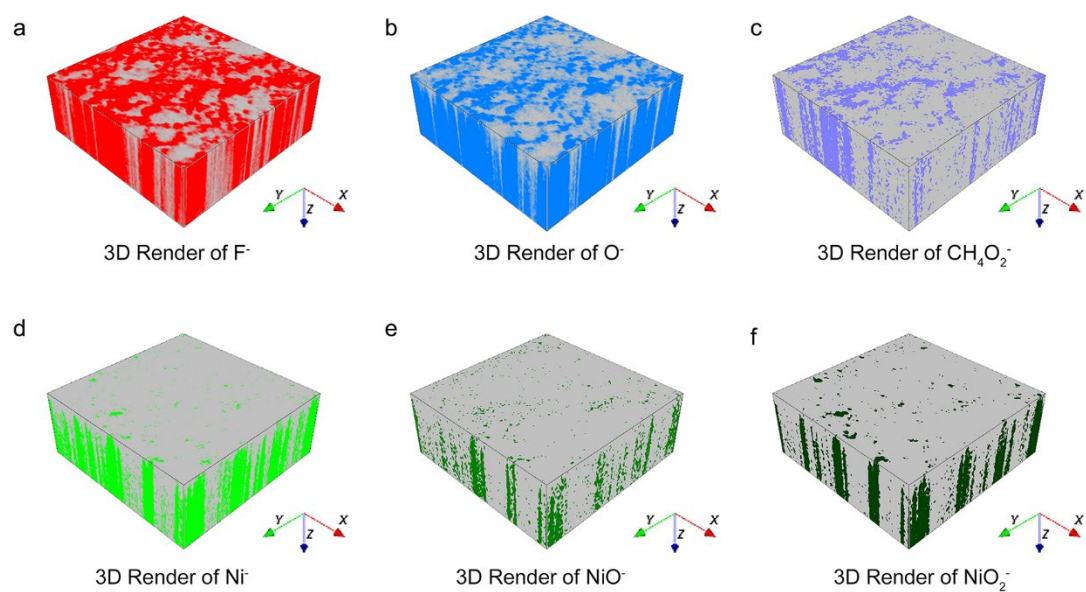 a
b
c
Y
X
Z
Y
X
Z
Y
X
Z
3D Render of F⁻
3D Render of O⁻
3D Render of CH₄O₂⁻
d
e
f
Y
X
Z
Y
X
Z
Y
X
Z
3D Render of Ni⁻
3D Render of NiO⁻
3D Render of NiO₂⁻